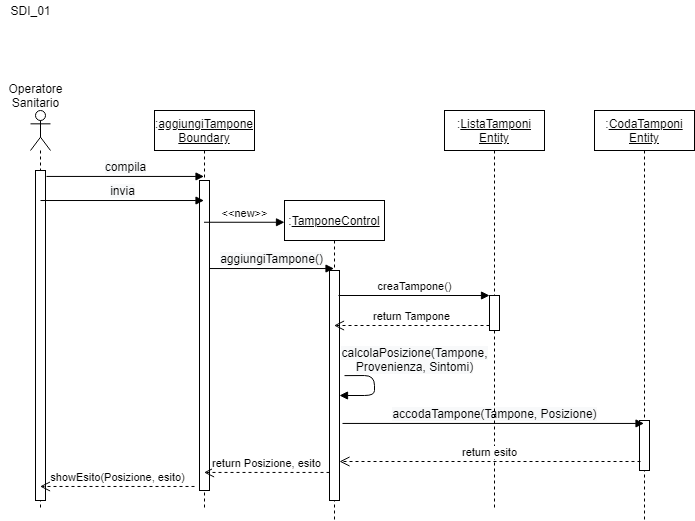 SDI_01
Operatore
Sanitario
:aggiungiTampone
Boundary
:ListaTamponi
Entity
:CodaTamponi
Entity
compila
invia
<<new>>
:TamponeControl
aggiungiTampone()
creaTampone()
return Tampone
calcolaPosizione(Tampone,
Provenienza, Sintomi)
accodaTampone(Tampone, Posizione)
return esito
return Posizione, esito
showEsito(Posizione, esito)